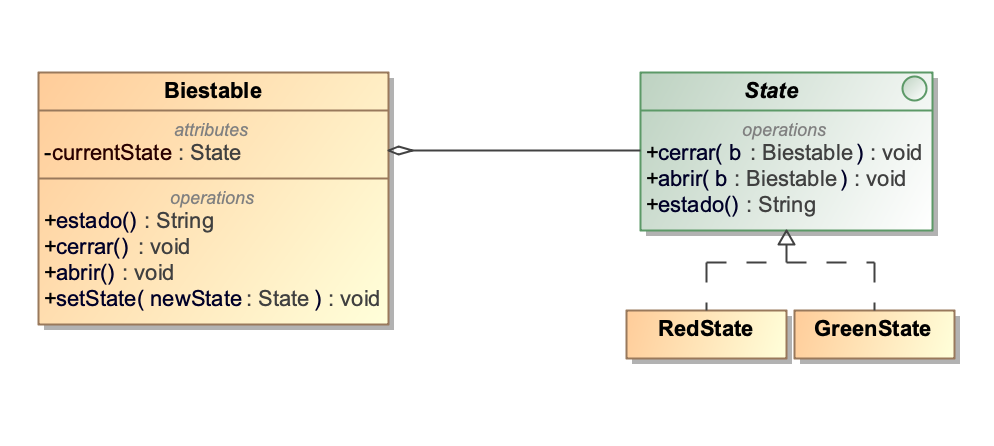 Biestable
attributes
-currentState : State
operations
+estado() : String
+cerrar() : void
+abrir() : void
+setState( newState : State ) : void
State
operations
+cerrar( b : Biestable ) : void
+abrir( b : Biestable ) : void
+estado() : String
RedState
GreenState